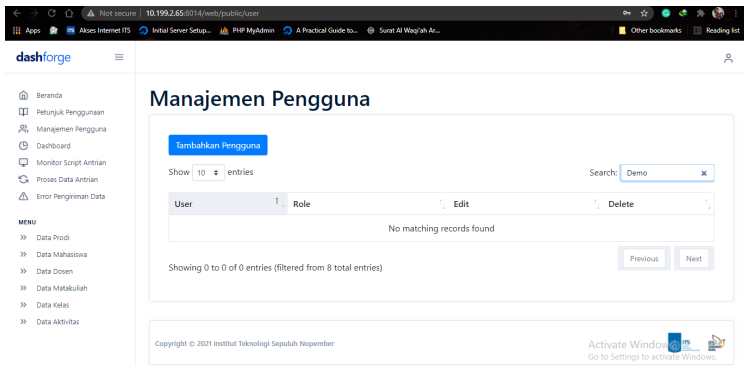 Not secure | 10.199.2.65:8014/web/public/user
Apps ITS Akses Internet ITS Initial Server Setup... PHP MyAdmin A Practical Guide to... Surat Al Waqi'ah Ar... Other bookmarks Reading list
dashforge
Beranda
Petunjuk Penggunaan
Manajemen Pengguna
Dashboard
Monitor Script Antrian
Proses Data Antrian
Error Pengiriman Data
MENU
Data Prodi
Data Mahasiswa
Data Dosen
Data Matakuliah
Data Kelas
Data Aktivitas
Manajemen Pengguna
Tambahkan Pengguna
Show 10 entries
Search: Demo
User Role Edit Delete
No matching records found
Showing 0 to 0 of 0 entries (filtered from 8 total entries)
Previous Next
Copyright © 2021 Institut Teknologi Sepuluh Nopember
Activate Windows
Go to Settings to activate Windows.